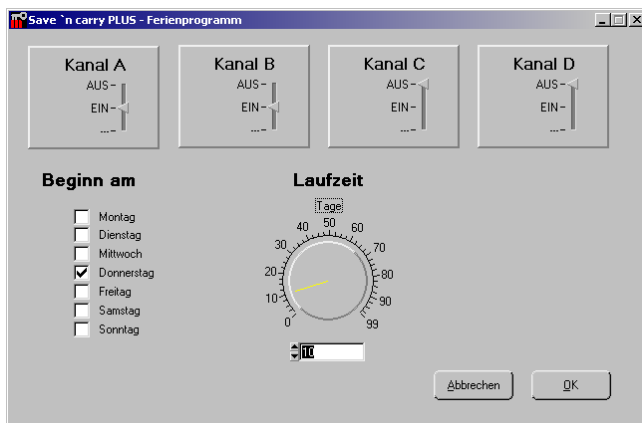 Save `n carry PLUS - Ferienprogramm
Kanal A
AUS
EIN
...
Kanal B
AUS
EIN
...
Kanal C
AUS
EIN
...
Kanal D
AUS
EIN
...
Beginn am
Montag
Dienstag
Mittwoch
Donnerstag
Freitag
Samstag
Sonntag
Laufzeit
Tage
0
10
20
30
40
50
60
70
80
90
99
10
Abbrechen
OK